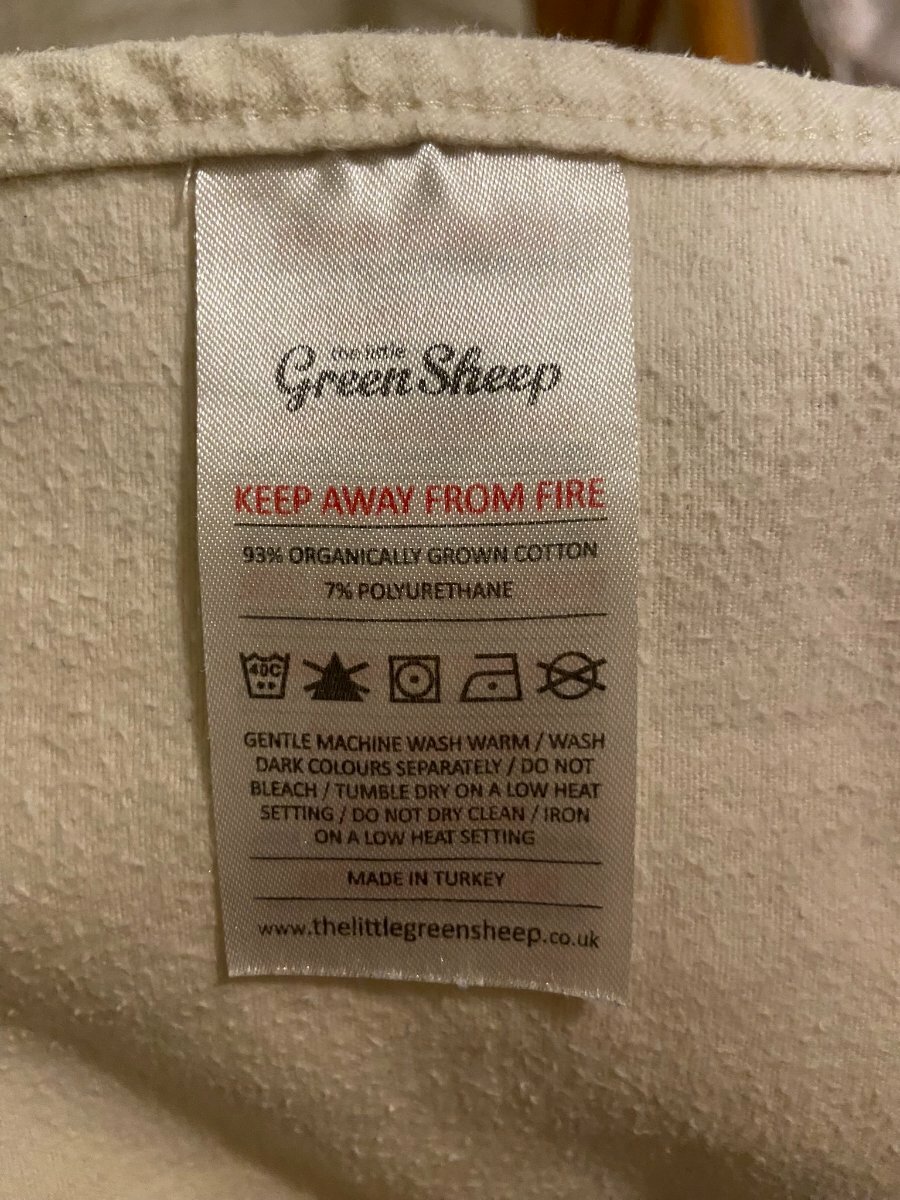 the little
Green Sheep
KEEP AWAY FROM FIRE
93% ORGANICALLY GROWN COTTON
7% POLYURETHANE
40C
GENTLE MACHINE WASH WARM / WASH
DARK COLOURS SEPARATELY / DO NOT
BLEACH / TUMBLE DRY ON A LOW HEAT
SETTING / DO NOT DRY CLEAN / IRON
ON A LOW HEAT SETTING
MADE IN TURKEY
www.thelittlegreensheep.co.uk